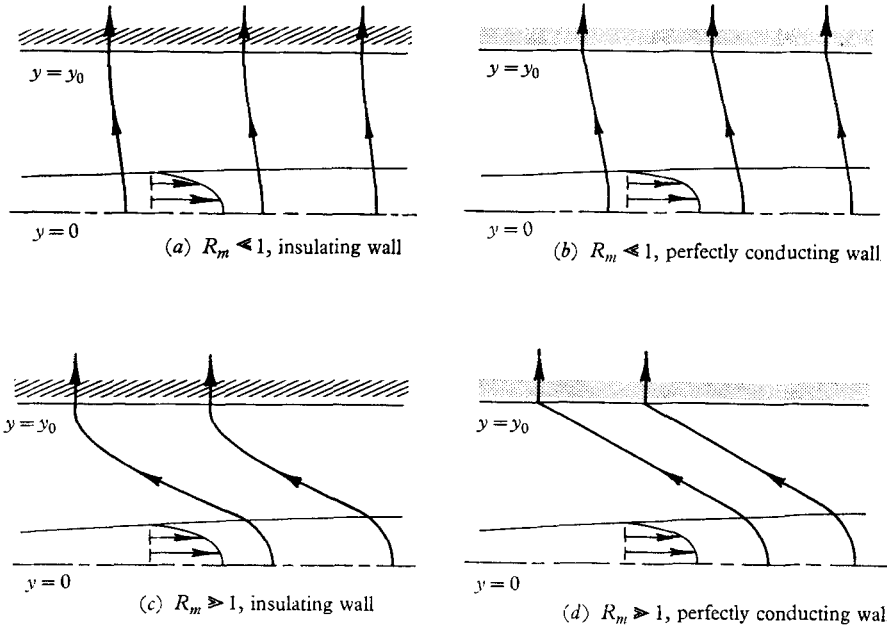 y = y₀
y = y₀
y = 0
y = 0
(a) Rₘ ≪ 1, insulating wall
(b) Rₘ ≪ 1, perfectly conducting wall
y = y₀
y = y₀
y = 0
y = 0
(c) Rₘ ≫ 1, insulating wall
(d) Rₘ ≫ 1, perfectly conducting wal